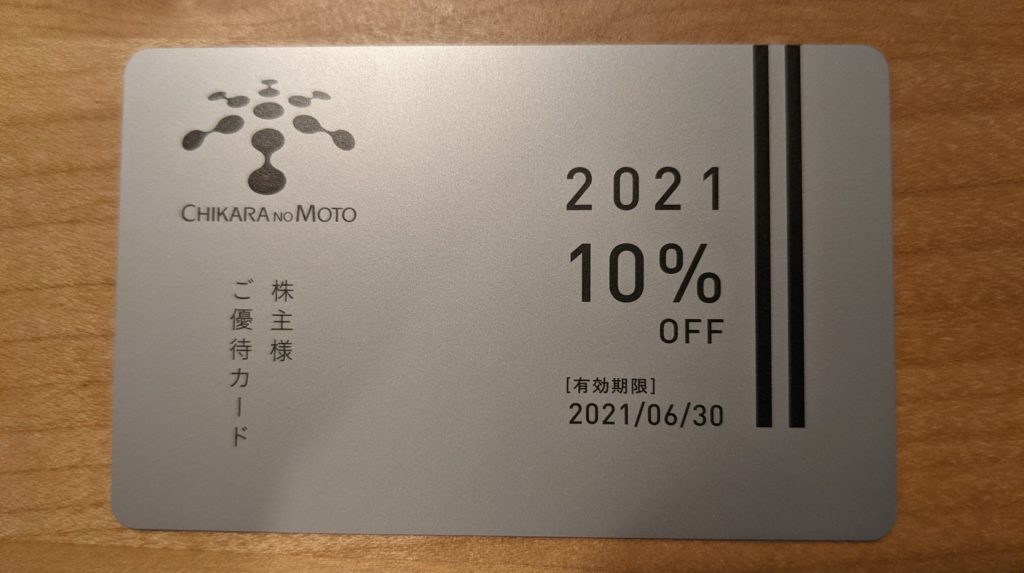 CHIKARA NO MOTO
株主様
ご優待カード
2021
10%
OFF
[有効期限]
2021/06/30